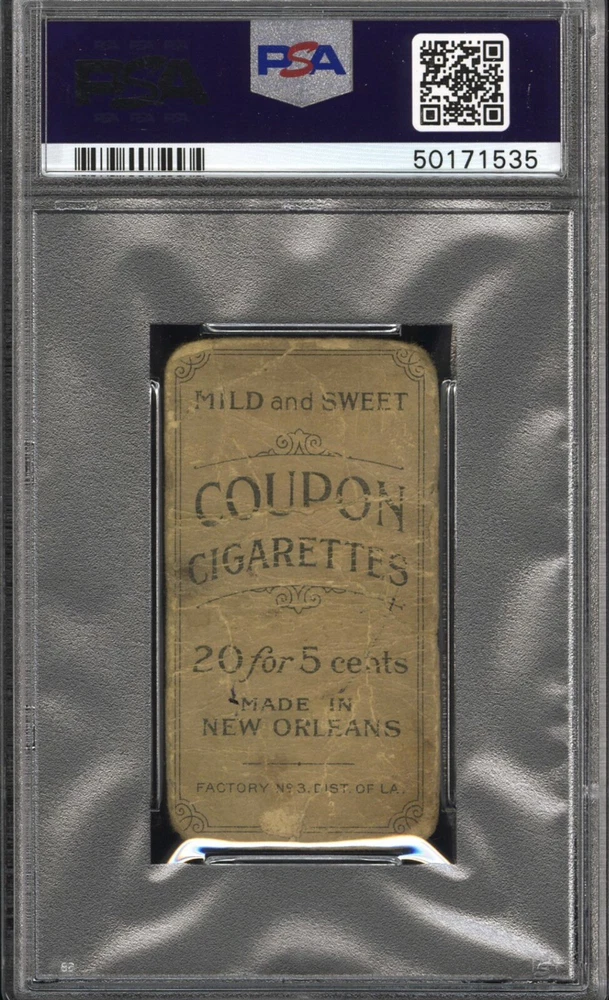 PSA
PSA
50171535
MILD and SWEET
COUPON
CIGARETTES
20 for 5 cents
MADE IN
NEW ORLEANS
FACTORY Nº 3. DIST. OF LA.